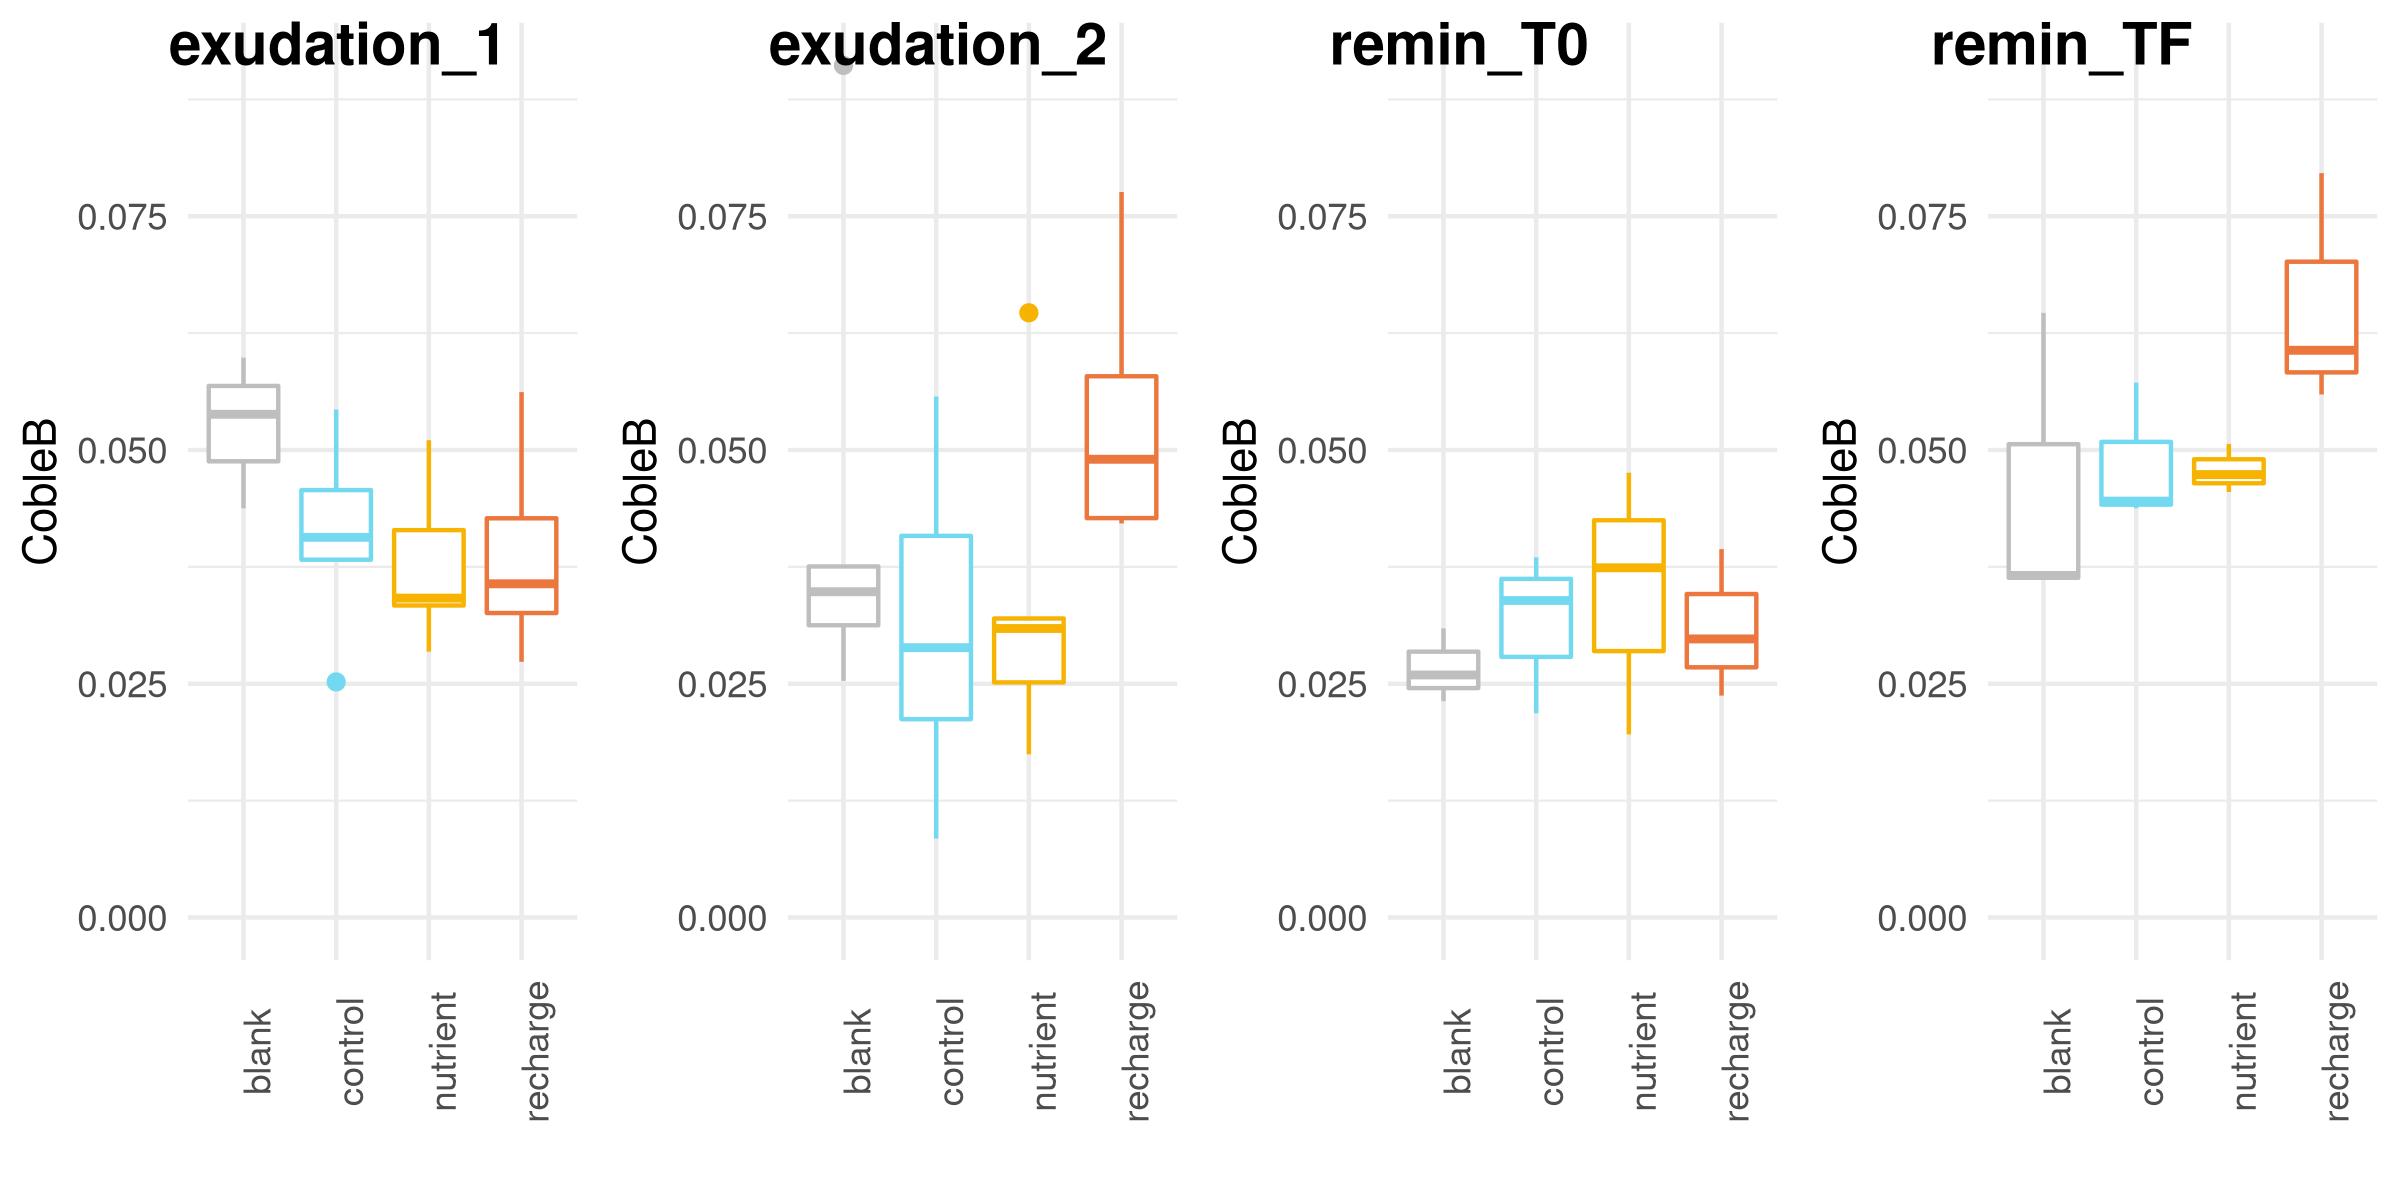 exudation_1
CobleB
0.075
0.050
0.025
0.000
blank
control
nutrient
recharge
exudation_2
CobleB
0.075
0.050
0.025
0.000
blank
control
nutrient
recharge
remin_T0
CobleB
0.075
0.050
0.025
0.000
blank
control
nutrient
recharge
remin_TF
CobleB
0.075
0.050
0.025
0.000
blank
control
nutrient
recharge